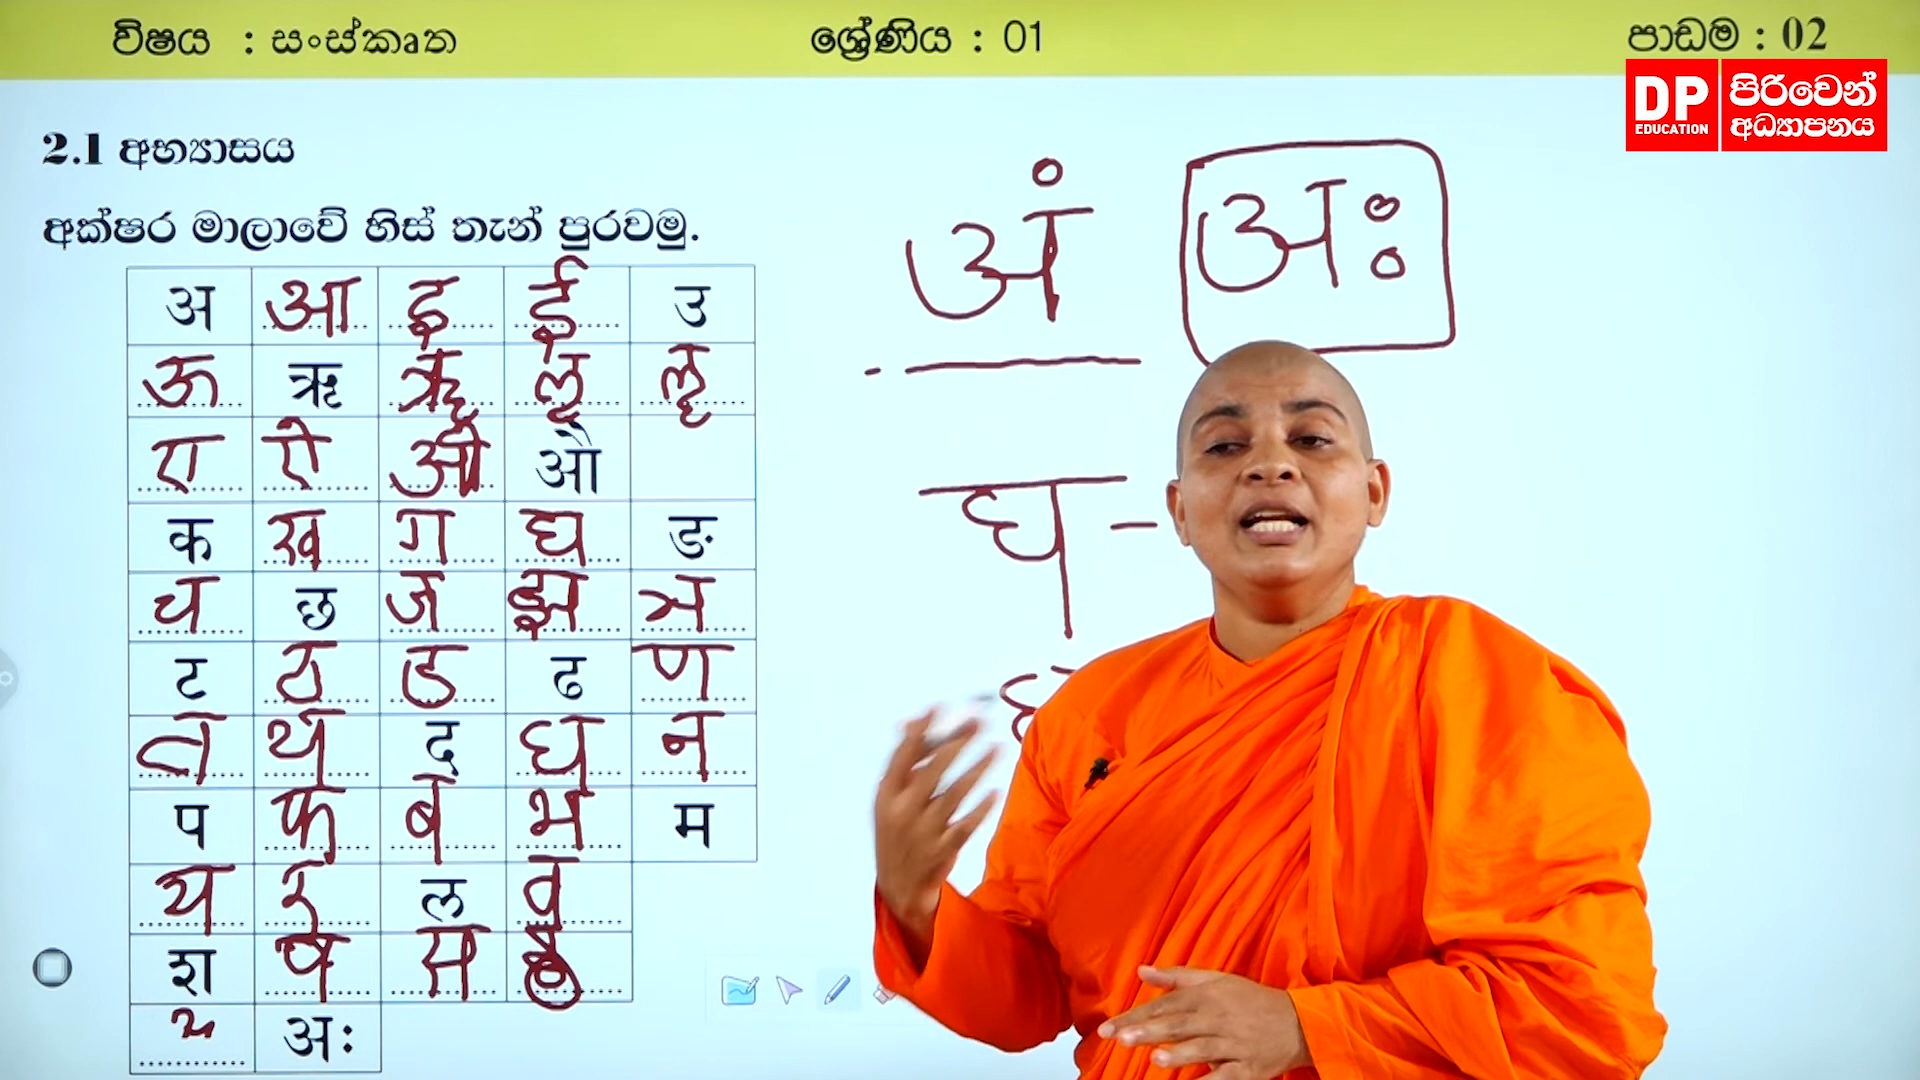 විෂය : සංස්කෘත ශ්‍රේණිය : 01 පාඩම : 02
DP EDUCATION පිරිවෙන් අධ්‍යාපනය
2.1 අභ්‍යාසය
අක්ෂර මාලාවේ හිස් තැන් පුරවමු.
अ आ इ ई उ
ऊ ऋ ॠ ऌ ॡ
ए ऐ ओ औ
क ख ग घ ङ
च छ ज झ ञ
ट ठ ड ढ ण
त थ द ध न
प फ ब भ म
य र ल व
श ष स ह
अः
अं अः
घ -